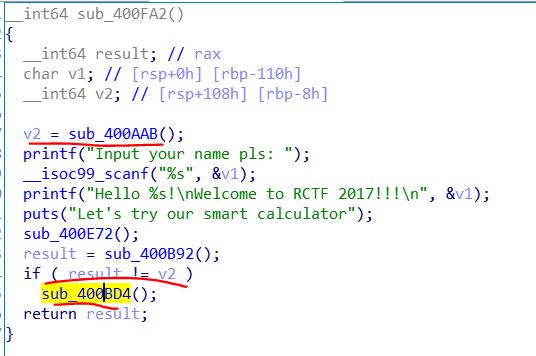 __int64 sub_400FA2()
{
__int64 result; // rax
char v1; // [rsp+0h] [rbp-110h]
__int64 v2; // [rsp+108h] [rbp-8h]
v2 = sub_400AAB();
printf("Input your name pls: ");
__isoc99_scanf("%s", &v1);
printf("Hello %s!\nWelcome to RCTF 2017!!!\n", &v1);
puts("Let's try our smart calculator");
sub_400E72();
result = sub_400B92();
if ( result != v2 )
sub_400BD4();
return result;
}